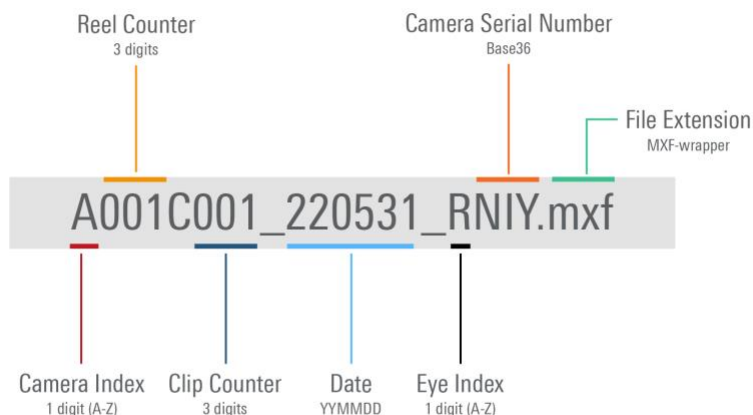 Reel Counter
3 digits
Camera Serial Number
Base36
File Extension
MXF-wrapper
A001C001_220531_RNIY.mxf
Camera Index
1 digit (A-Z)
Clip Counter
3 digits
Date
YYMMDD
Eye Index
1 digit (A-Z)